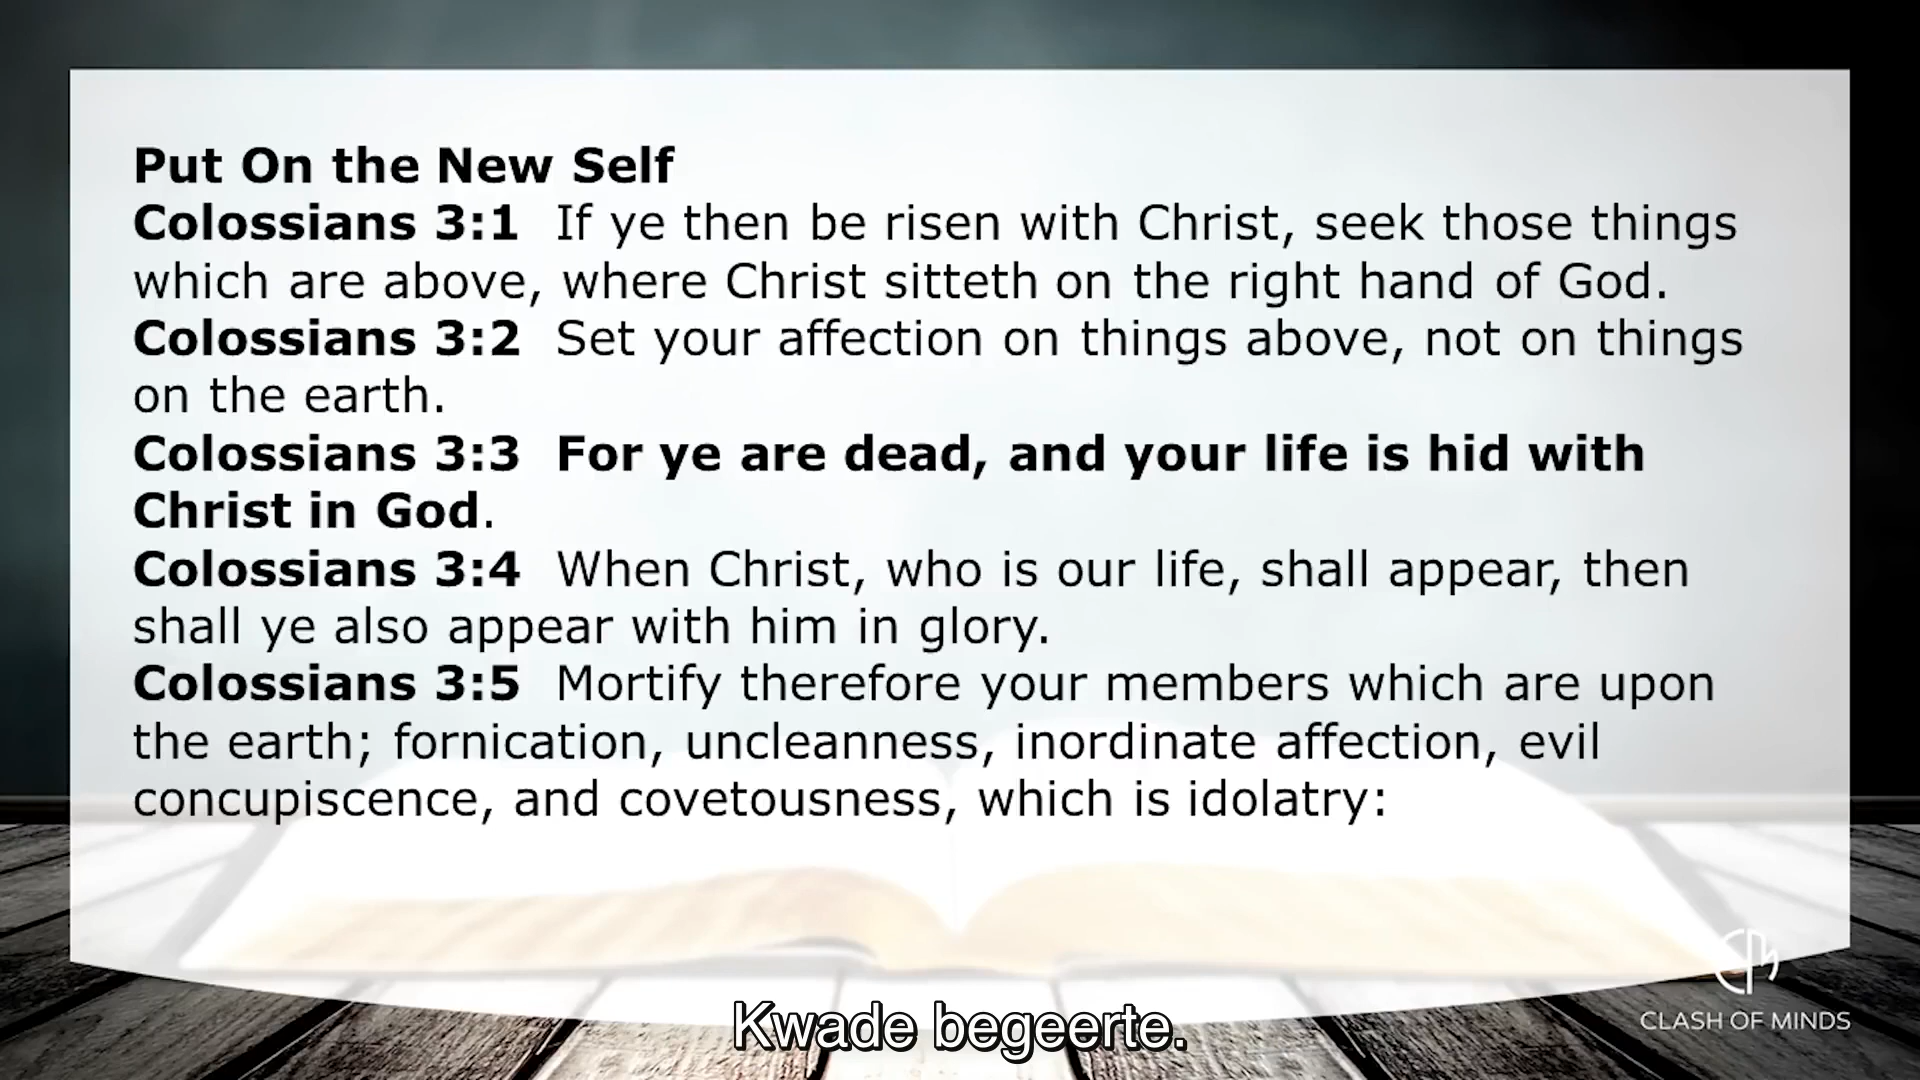 Put On the New Self
Colossians 3:1 If ye then be risen with Christ, seek those things
which are above, where Christ sitteth on the right hand of God.
Colossians 3:2 Set your affection on things above, not on things
on the earth.
Colossians 3:3 For ye are dead, and your life is hid with
Christ in God.
Colossians 3:4 When Christ, who is our life, shall appear, then
shall ye also appear with him in glory.
Colossians 3:5 Mortify therefore your members which are upon
the earth; fornication, uncleanness, inordinate affection, evil
concupiscence, and covetousness, which is idolatry:
CLASH OF MINDS
Kwade begeerte.